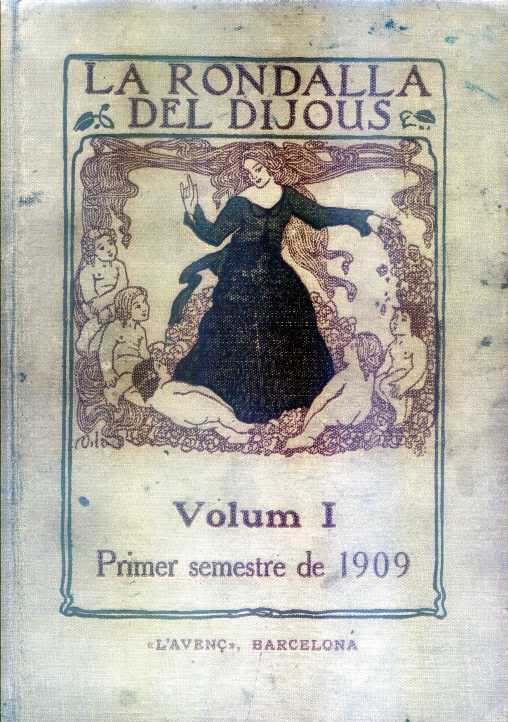 LA RONDALLA
DEL DIJOUS
Volum I
Primer semestre de 1909
«L'AVENÇ», BARCELONA